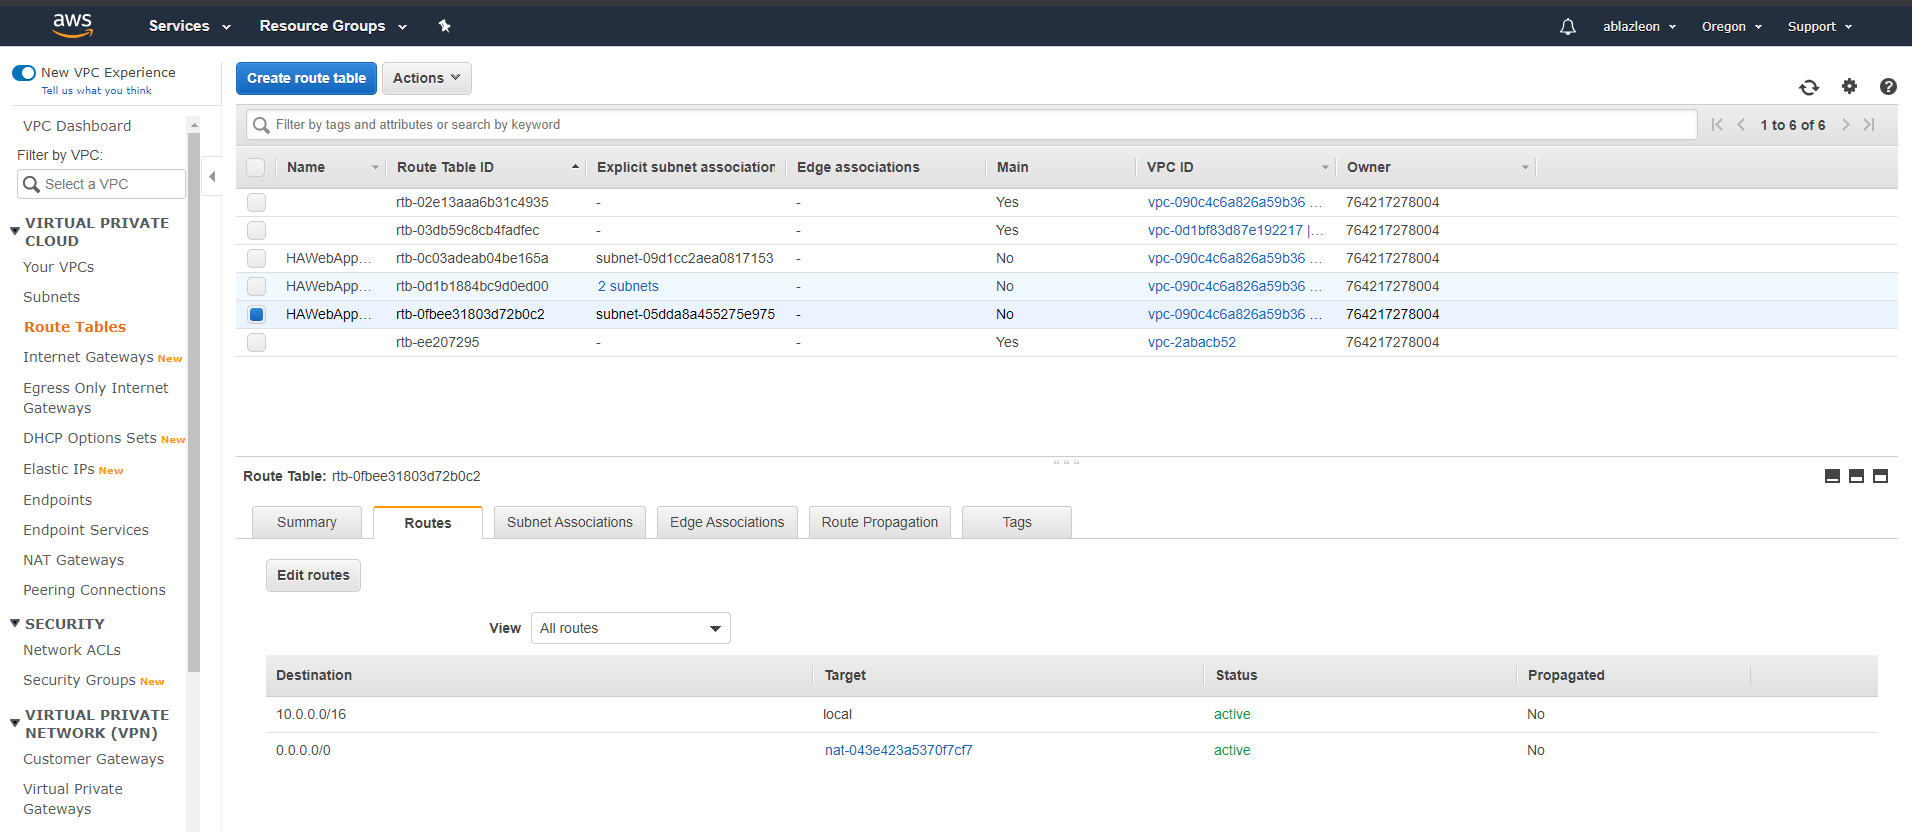 aws Services Resource Groups ablazleon Oregon Support
New VPC Experience
Tell us what you think
VPC Dashboard
Filter by VPC:
Select a VPC
VIRTUAL PRIVATE
CLOUD
Your VPCs
Subnets
Route Tables
Internet Gateways New
Egress Only Internet
Gateways
DHCP Options Sets New
Elastic IPs New
Endpoints
Endpoint Services
NAT Gateways
Peering Connections
SECURITY
Network ACLs
Security Groups New
VIRTUAL PRIVATE
NETWORK (VPN)
Customer Gateways
Virtual Private
Gateways
Create route table Actions
Filter by tags and attributes or search by keyword 1 to 6 of 6
Name Route Table ID Explicit subnet association Edge associations Main VPC ID Owner
rtb-02e13aaa6b31c4935 - - Yes vpc-090c4c6a826a59b36 ... 764217278004
rtb-03db59c8cb4fadfec - - Yes vpc-0d1bf83d87e192217 |... 764217278004
HAWebApp... rtb-0c03adeab04be165a subnet-09d1cc2aea0817153 - No vpc-090c4c6a826a59b36 ... 764217278004
HAWebApp... rtb-0d1b1884bc9d0ed00 2 subnets - No vpc-090c4c6a826a59b36 ... 764217278004
HAWebApp... rtb-0fbee31803d72b0c2 subnet-05dda8a455275e975 - No vpc-090c4c6a826a59b36 ... 764217278004
rtb-ee207295 - - Yes vpc-2abacb52 764217278004
Route Table: rtb-0fbee31803d72b0c2
Summary Routes Subnet Associations Edge Associations Route Propagation Tags
Edit routes
View All routes
Destination Target Status Propagated
10.0.0.0/16 local active No
0.0.0.0/0 nat-043e423a5370f7cf7 active No